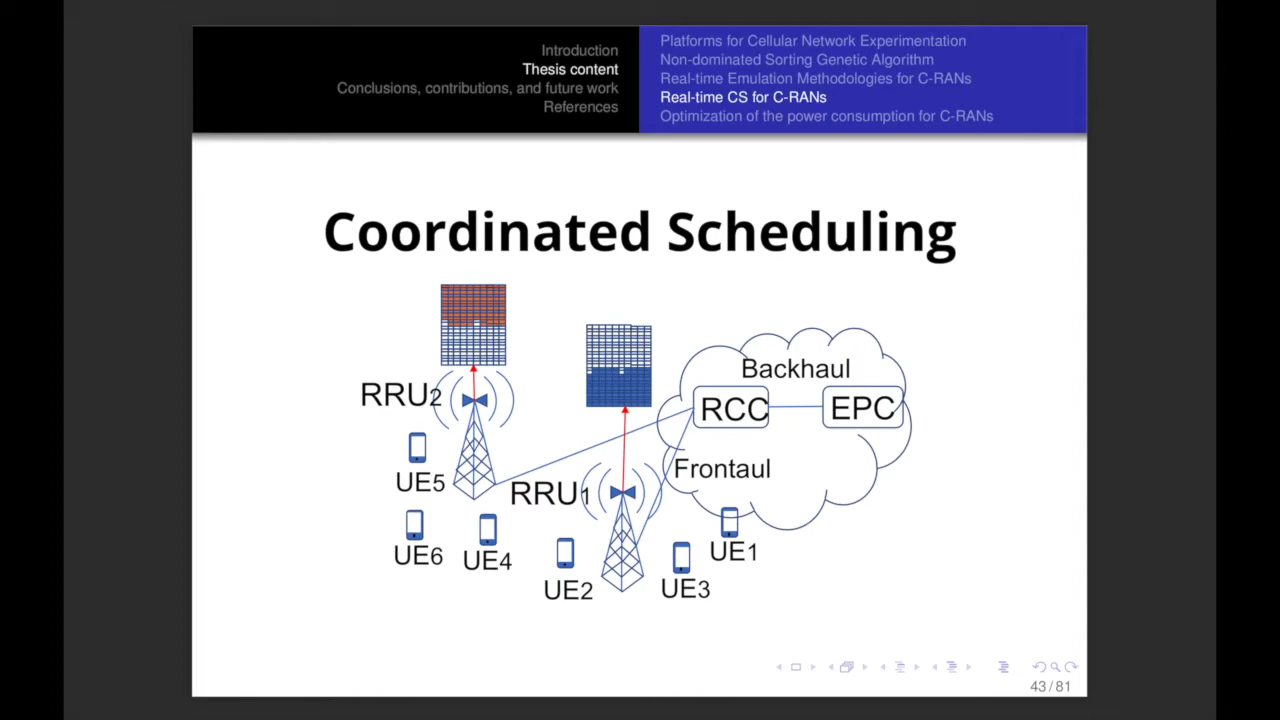 Introduction
Thesis content
Conclusions, contributions, and future work
References
Platforms for Cellular Network Experimentation
Non-dominated Sorting Genetic Algorithm
Real-time Emulation Methodologies for C-RANs
Real-time CS for C-RANs
Optimization of the power consumption for C-RANs
Coordinated Scheduling
Backhaul
RRU2
RCC
EPC
Frontaul
UE5
RRU1
UE6
UE4
UE1
UE2
UE3
43 / 81